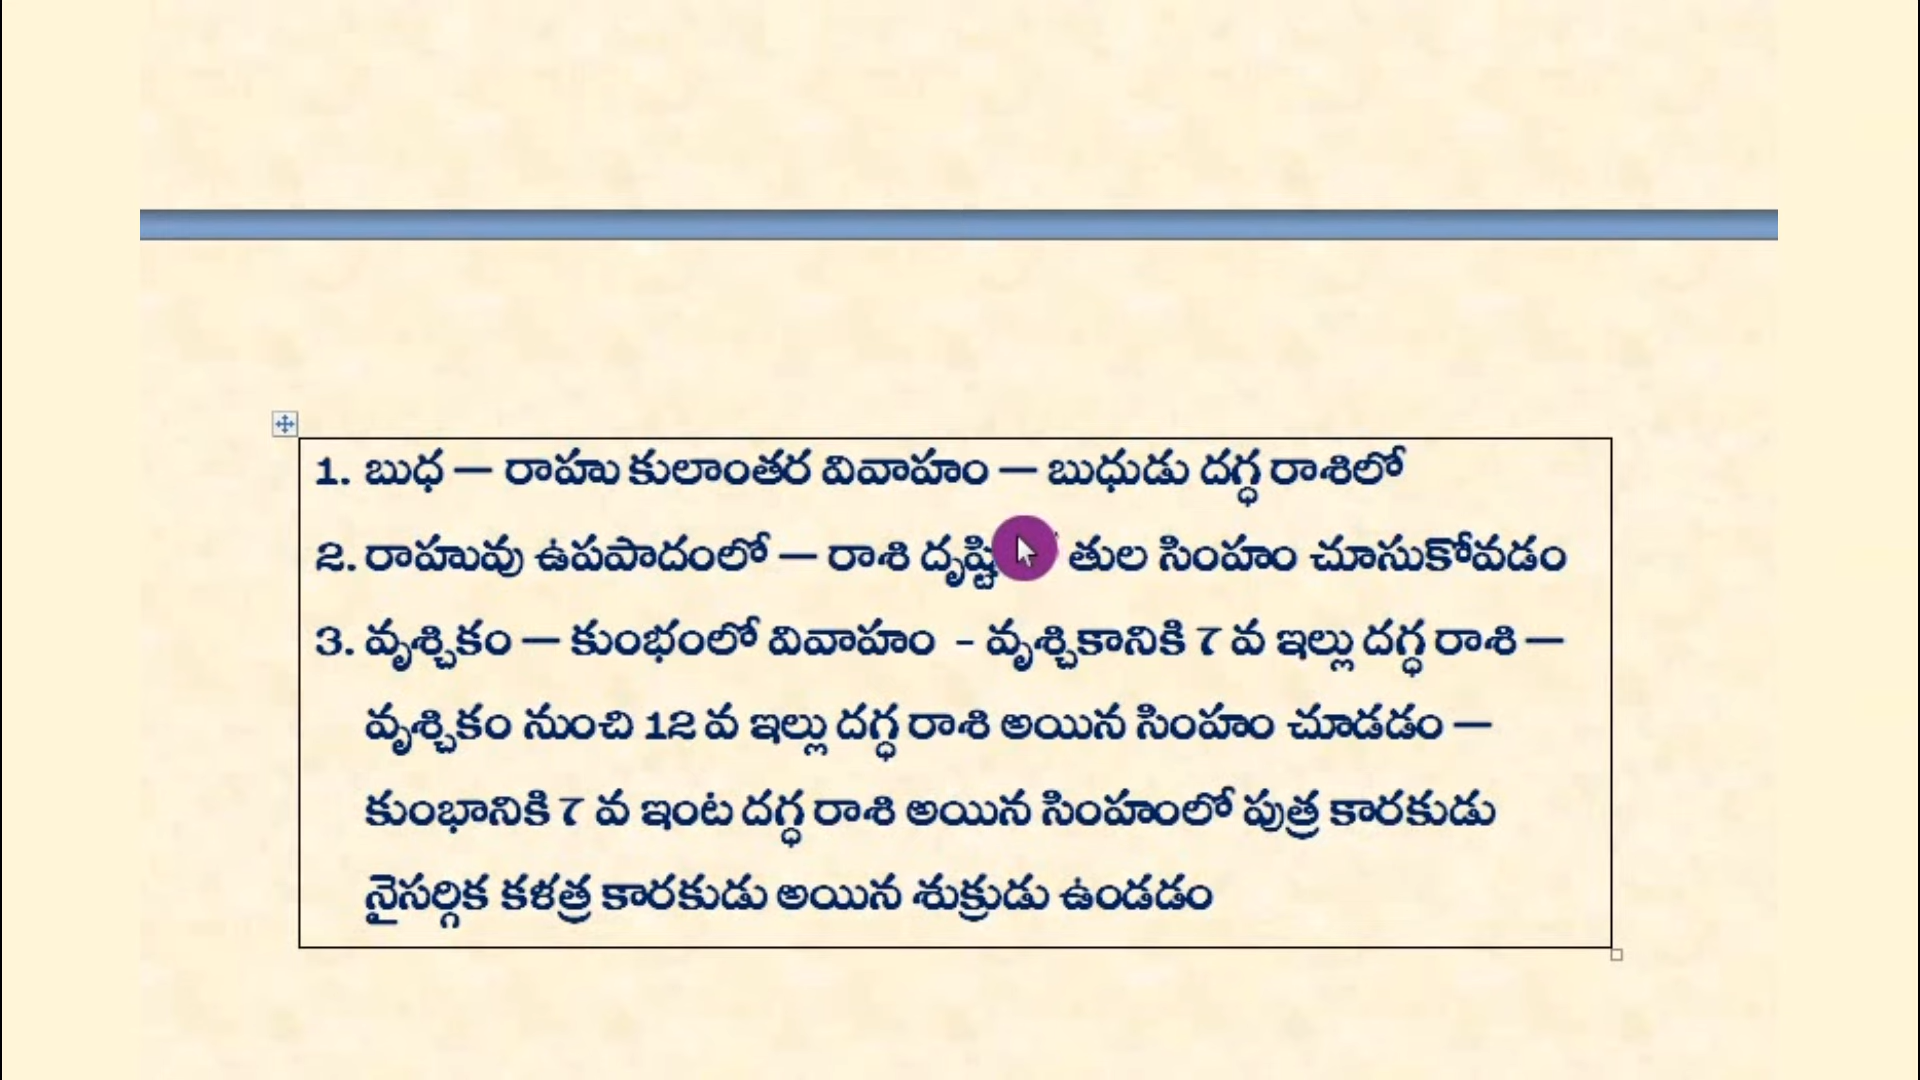 1. బుధ – రాహు కులాంతర వివాహం – బుధుడు దగ్ధ రాశిలో
2. రాహువు ఉపపాదంలో – రాశి తుల సింహం చూసుకోవడం
3. వృశ్చికం – కుంభంలో వివాహం - వృశ్చికానికి 7 వ ఇల్లు దగ్ధ రాశి –
వృశ్చికం నుంచి 12 వ ఇల్లు దగ్ధ రాశి అయిన సింహం చూడడం –
కుంభానికి 7 వ ఇంట దగ్ధ రాశి అయిన సింహంలో పుత్ర కారకుడు
నైసర్గిక కళత్ర కారకుడు అయిన శుక్రుడు ఉండడం